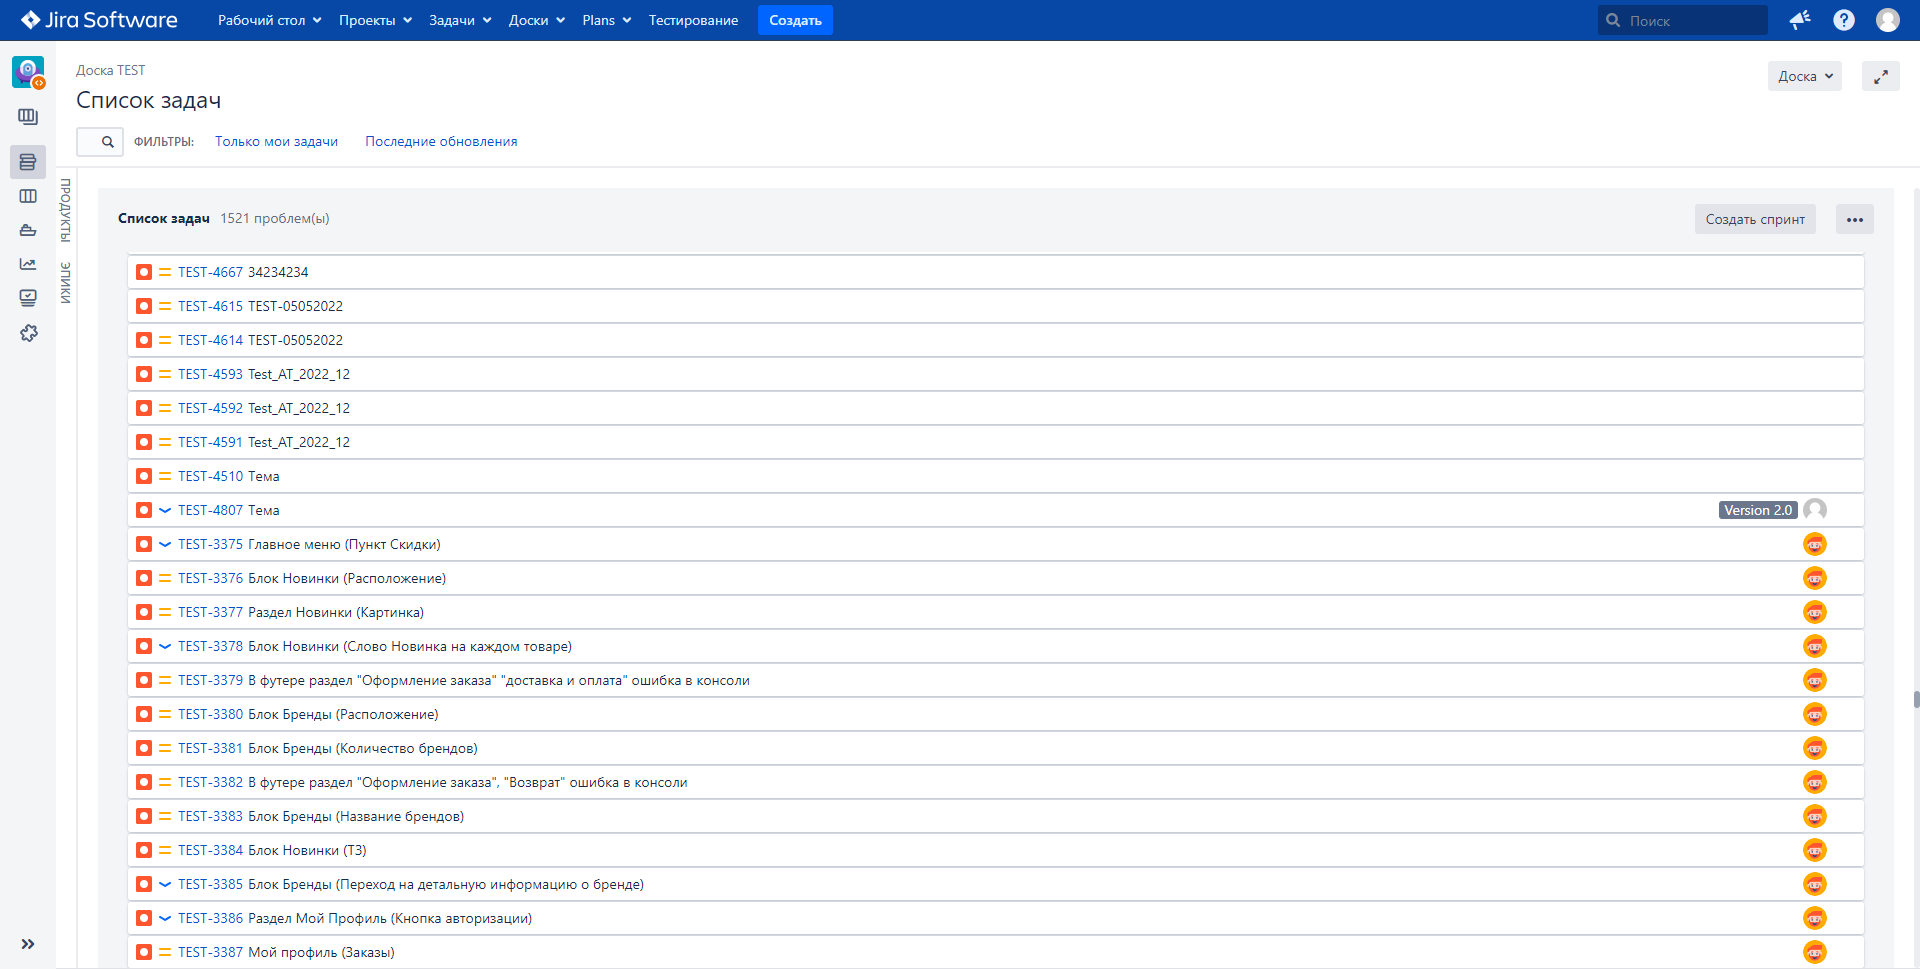 Jira Software Рабочий стол Проекты Задачи Доски Plans Тестирование Создать Поиск
Доска TEST
Доска
Список задач
ФИЛЬТРЫ: Только мои задачи Последние обновления
ПРОДУКТЫ
ЭПИКИ
Список задач 1521 проблем(ы) Создать спринт
TEST-4667 34234234
TEST-4615 TEST-05052022
TEST-4614 TEST-05052022
TEST-4593 Test_AT_2022_12
TEST-4592 Test_AT_2022_12
TEST-4591 Test_AT_2022_12
TEST-4510 Тема
TEST-4807 Тема Version 2.0
TEST-3375 Главное меню (Пункт Скидки)
TEST-3376 Блок Новинки (Расположение)
TEST-3377 Раздел Новинки (Картинка)
TEST-3378 Блок Новинки (Слово Новинка на каждом товаре)
TEST-3379 В футере раздел "Оформление заказа" "доставка и оплата" ошибка в консоли
TEST-3380 Блок Бренды (Расположение)
TEST-3381 Блок Бренды (Количество брендов)
TEST-3382 В футере раздел "Оформление заказа", "Возврат" ошибка в консоли
TEST-3383 Блок Бренды (Название брендов)
TEST-3384 Блок Новинки (ТЗ)
TEST-3385 Блок Бренды (Переход на детальную информацию о бренде)
TEST-3386 Раздел Мой Профиль (Кнопка авторизации)
TEST-3387 Мой профиль (Заказы)